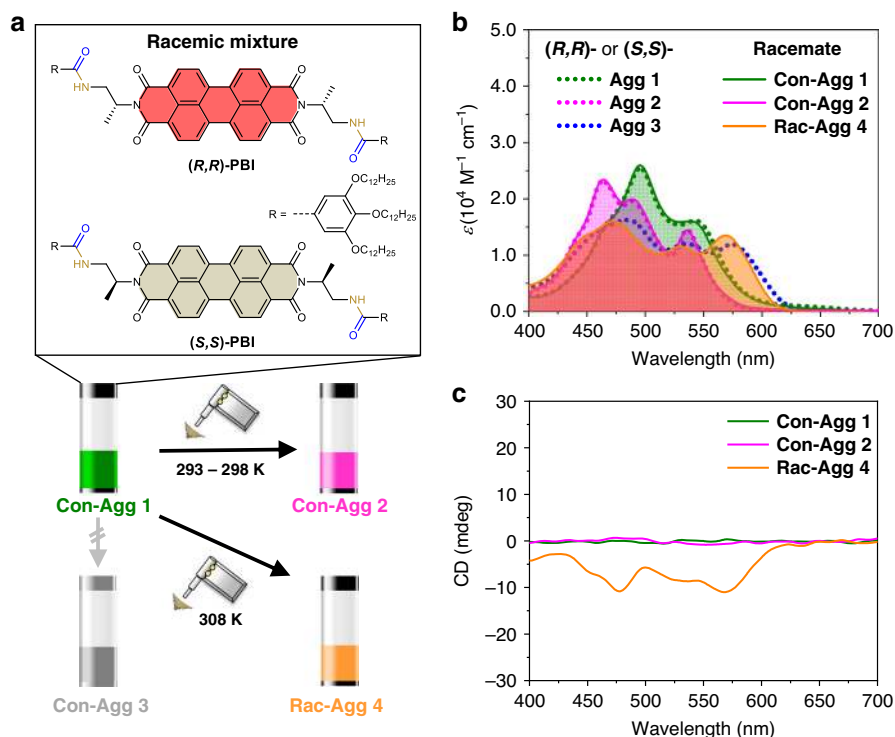 a
Racemic mixture
R
O
HN
N
O
O
O
O
N
NH
O
R
(R,R)-PBI
R =
OC₁₂H₂₅
OC₁₂H₂₅
OC₁₂H₂₅
R
O
HN
N
O
O
O
O
N
NH
O
R
(S,S)-PBI
293 – 298 K
Con-Agg 1
Con-Agg 2
308 K
Con-Agg 3
Rac-Agg 4
b
(R,R)- or (S,S)-
Racemate
Agg 1
Con-Agg 1
Agg 2
Con-Agg 2
Agg 3
Rac-Agg 4
ε(10⁴ M⁻¹ cm⁻¹)
5.0
4.0
3.0
2.0
1.0
0.0
400 450 500 550 600 650 700
Wavelength (nm)
c
Con-Agg 1
Con-Agg 2
Rac-Agg 4
CD (mdeg)
30
20
10
0
−10
−20
−30
400 450 500 550 600 650 700
Wavelength (nm)